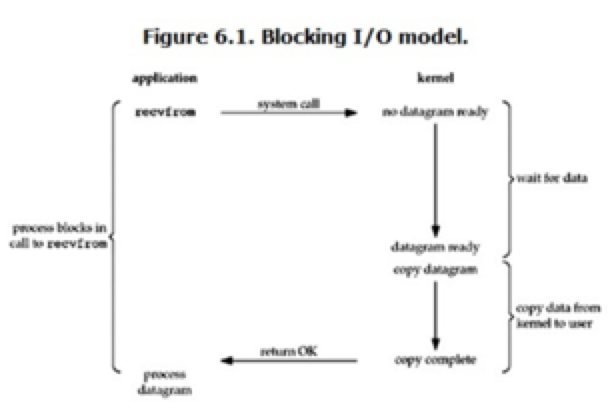 Figure 6.1. Blocking I/O model.
application
kernel
recvfrom
system call
no datagram ready
wait for data
process blocks in
call to recvfrom
datagram ready
copy datagram
copy data from
kernel to user
return OK
copy complete
process
datagram